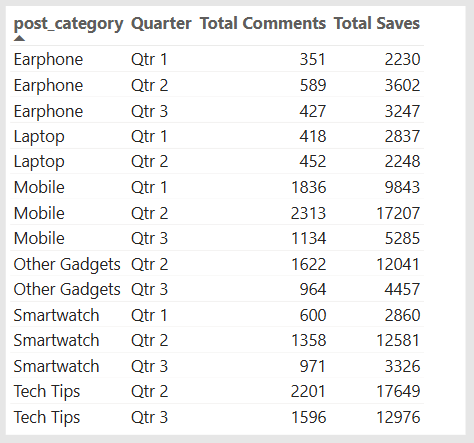 post_category Quarter Total Comments Total Saves
Earphone Qtr 1 351 2230
Earphone Qtr 2 589 3602
Earphone Qtr 3 427 3247
Laptop Qtr 1 418 2837
Laptop Qtr 2 452 2248
Mobile Qtr 1 1836 9843
Mobile Qtr 2 2313 17207
Mobile Qtr 3 1134 5285
Other Gadgets Qtr 2 1622 12041
Other Gadgets Qtr 3 964 4457
Smartwatch Qtr 1 600 2860
Smartwatch Qtr 2 1358 12581
Smartwatch Qtr 3 971 3326
Tech Tips Qtr 2 2201 17649
Tech Tips Qtr 3 1596 12976